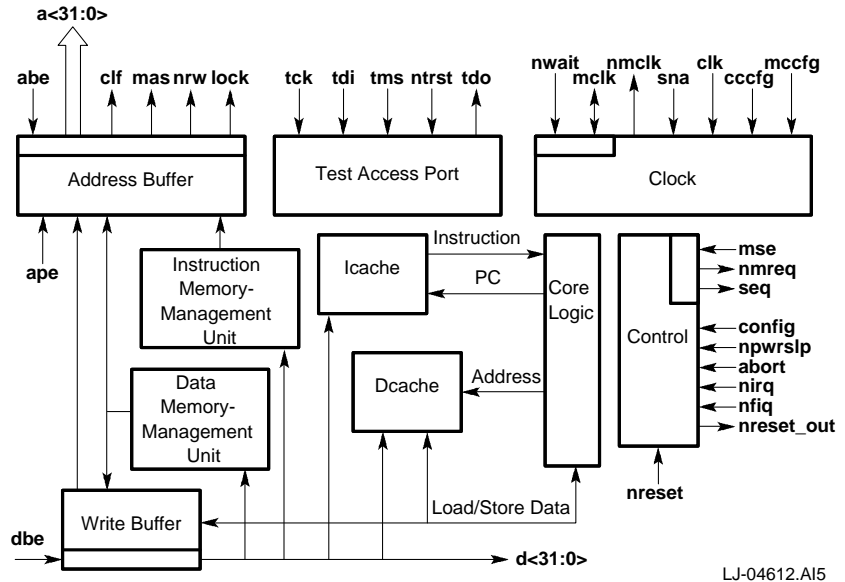 a<31:0>
abe
clf
mas
nrw
lock
tck
tdi
tms
ntrst
tdo
nwait
mclk
nmclk
sna
clk
cccfg
mccfg
Address Buffer
Test Access Port
Clock
ape
Instruction
Memory-
Management
Unit
Icache
Instruction
PC
Core
Logic
Control
mse
nmreq
seq
config
npwrslp
abort
nirq
nfiq
nreset_out
Data
Memory-
Management
Unit
Dcache
Address
nreset
Write Buffer
Load/Store Data
dbe
d<31:0>
LJ-04612.AI5